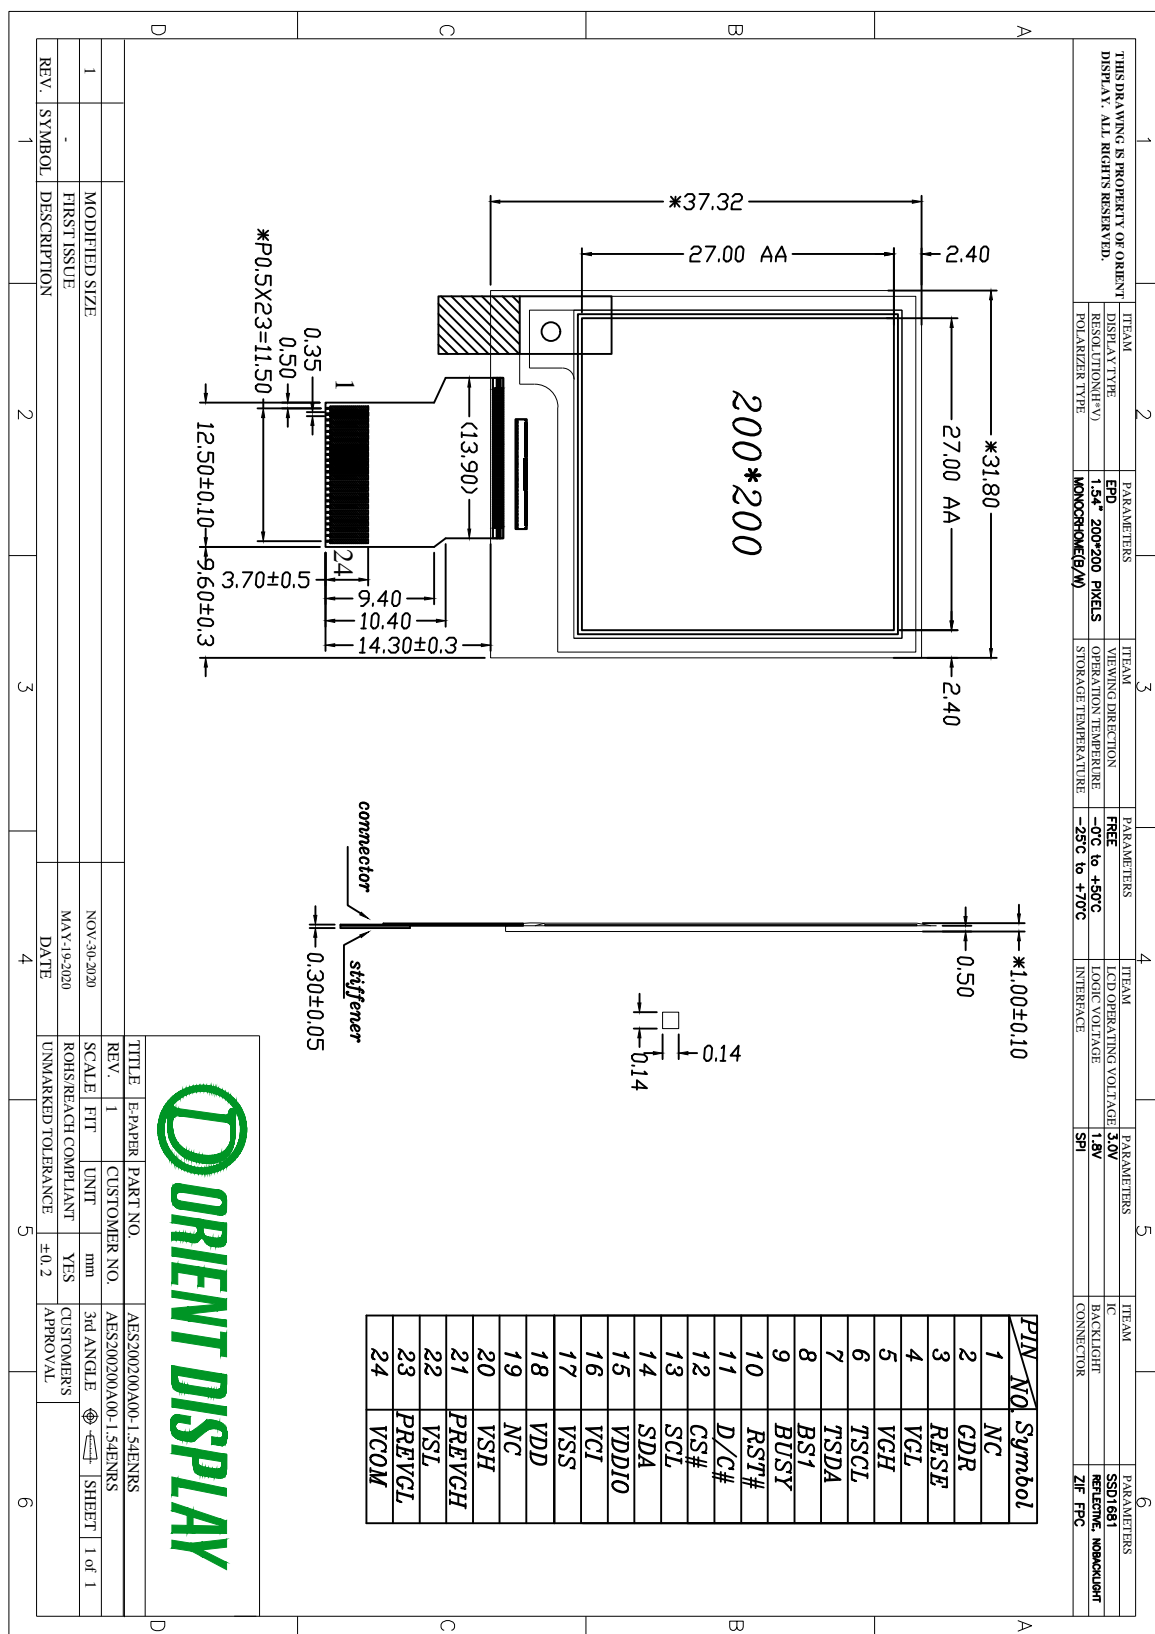 1
2
3
4
5
6
A
B
C
D
THIS DRAWING IS PROPERTY OF ORIENT
DISPLAY. ALL RIGHTS RESERVED.
ITEAM PARAMETERS ITEAM PARAMETERS ITEAM PARAMETERS ITEAM PARAMETERS
DISPLAY TYPE EPD VIEWING DIRECTION FREE LCD OPERATING VOLTAGE 3.0V IC SSD1681
RESOLUTION(H*V) 1.54" 200*200 PIXELS OPERATION TEMPERURE -0°C to +50°C LOGIC VOLTAGE 1.8V BACKLIGHT REFLECTIVE, NOBACKLIGHT
POLARIZER TYPE MONOCRHOME(B/W) STORAGE TEMPERATURE -25°C to +70°C INTERFACE SPI CONNECTOR ZIF FPC
*31.80
27.00 AA
2.40
2.40
27.00 AA
*37.32
200*200
(13.90)
1
24
0.35
0.50
*P0.5X23=11.50
12.50±0.10
9.60±0.3
3.70±0.5
9.40
10.40
14.30±0.3
*1.00±0.10
0.50
connector
stiffener
0.30±0.05
0.14
0.14
PIN NO. Symbol
1 NC
2 GDR
3 RESE
4 VGL
5 VGH
6 TSCL
7 TSDA
8 BS1
9 BUSY
10 RST#
11 D/C#
12 CS#
13 SCL
14 SDA
15 VDDIO
16 VCI
17 VSS
18 VDD
19 NC
20 VSH
21 PREVGH
22 VSL
23 PREVGL
24 VCOM
ORIENT DISPLAY
TITLE E-PAPER PART NO. AES200200A00-1.54ENRS
REV. 1 CUSTOMER NO. AES200200A00-1.54ENRS
SCALE FIT UNIT mm 3rd ANGLE SHEET 1 of 1
ROHS/REACH COMPLIANT YES CUSTOMER'S
UNMARKED TOLERANCE ±0.2 APPROVAL
1 MODIFIED SIZE NOV-30-2020
- FIRST ISSUE MAY-19-2020
REV. SYMBOL DESCRIPTION DATE
1
2
3
4
5
6
A
B
C
D